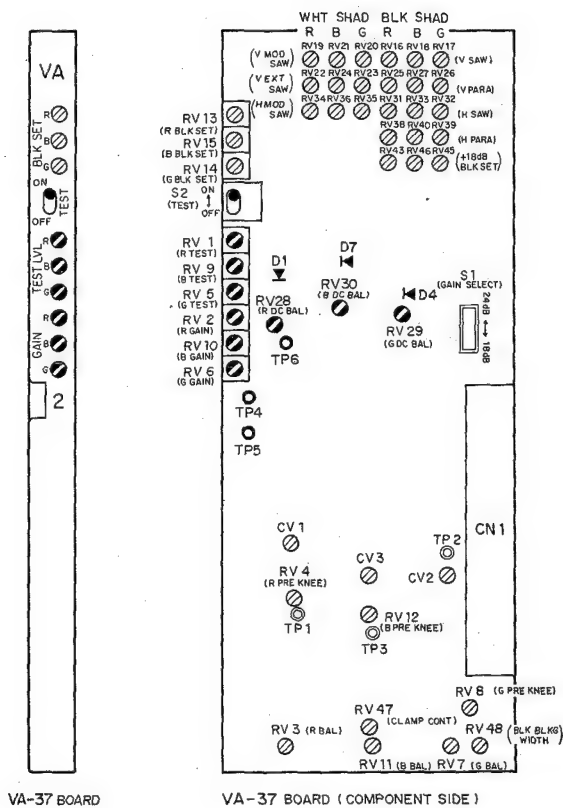 WHT SHAD BLK SHAD
R B G R B G
RV19 RV21 RV20 RV16 RV18 RV17
(V MOD SAW) (V SAW)
RV22 RV24 RV23 RV25 RV27 RV26
(V EXT SAW) (V PARA)
RV34 RV36 RV35 RV31 RV33 RV32
(H MOD SAW) (H SAW)
RV38 RV40 RV39
(H PARA)
RV43 RV46 RV45
(+18dB BLK SET)
VA
BLK SET
R
B
G
ON
TEST
OFF
TEST LVL
R
B
G
GAIN
R
B
G
2
RV 13
(R BLK SET)
RV 15
(B BLK SET)
RV 14
(G BLK SET)
S2
(TEST)
ON
↕
OFF
RV 1
(R TEST)
RV 9
(B TEST)
RV 5
(G TEST)
RV 2
(R GAIN)
RV 10
(B GAIN)
RV 6
(G GAIN)
D1
D7
RV28
(R DC BAL)
RV30
(B DC BAL)
D4
RV 29
(G DC BAL)
S1
(GAIN SELECT)
24dB ↔ 18dB
TP6
TP4
TP5
CN1
CV 1
CV3
TP2
CV2
RV 4
(R PRE KNEE)
TP1
RV12
(B PRE KNEE)
TP3
RV 8 (G PRE KNEE)
RV47
(CLAMP CONT)
RV 3 (R BAL)
RV48 (BLK BLKG WIDTH)
RV11 (B BAL) RV7 (G BAL)
VA-37 BOARD
VA-37 BOARD (COMPONENT SIDE)